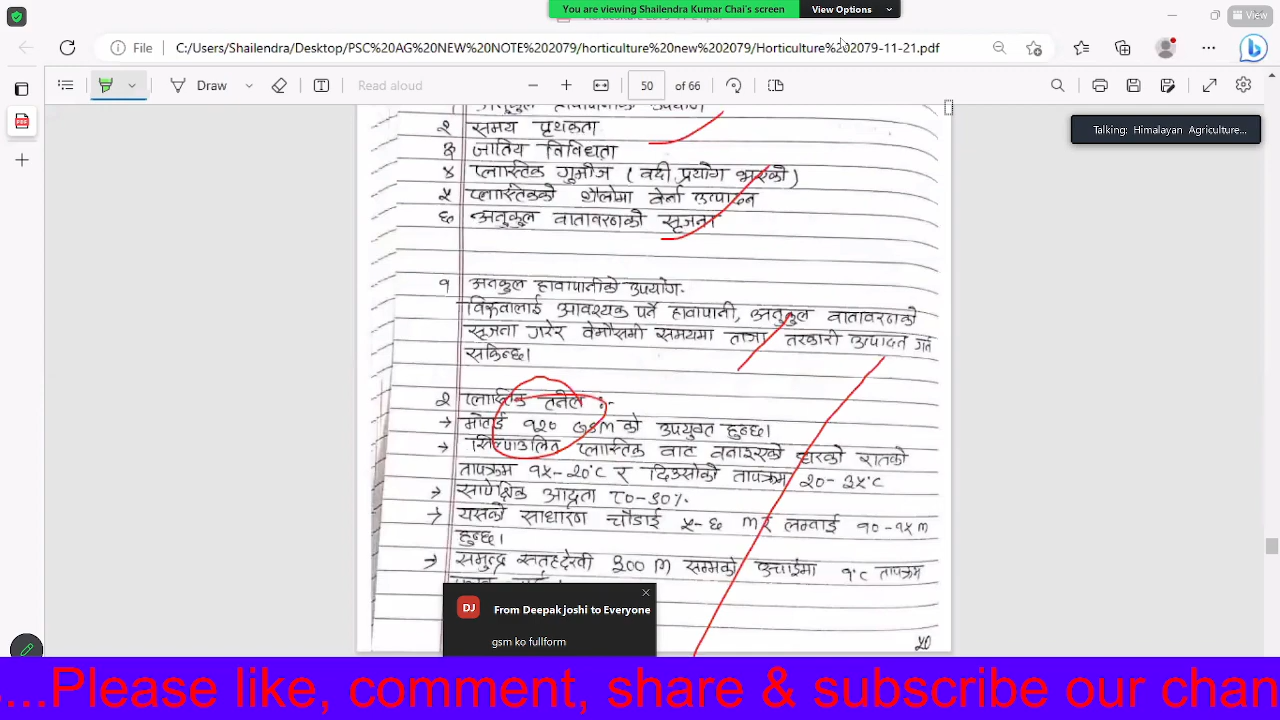 You are viewing Shailendra Kumar Chai's screen
View Options
View
File
C:/Users/Shailendra/Desktop/PSC%20AG%20NEW%20NOTE%202079/horticulture%20new%202079/Horticulture%202079-11-21.pdf
Draw
Read aloud
50 of 66
Himalayan Agriculture...
२ समय पृथकता
३ जातिय विविधता
४ प्लास्तिक गुमोज (बढी प्रयोग भएको)
५ प्लास्तिकको थैलोमा बेर्ना उत्पादन
६ अनुकुल वातावरणको सृजना
१ अनुकुल हावापानीको उपयोग
विरुवालाई आवश्यक पर्ने हावापानी, अनुकुल वातावरणको
सृजना गरेर बेमौसमी समयमा ताजा तरकारी उत्पादन गर्न
सकिन्छ।
२ प्लास्तिक तनेल :-
→ मोटाई १२० GSM को उपयुक्त हुन्छ।
→ सिल्पाउलिन प्लास्तिक बाट बनाइएको घरको रातको
तापक्रम १५-२०°C र दिउसोको तापक्रम २०-३५°C
→ सापेक्षिक आद्रता ८०-९०%.
→ यसको साधारण चौडाई ५-६ m र लम्बाई १०-१५ m
हुन्छ।
→ समुद्र सतहदेखी ३०० m सम्मको उचाईमा १°C तापक्रम
५०
DJ
From Deepak joshi to Everyone
gsm ko fullform
...Please like, comment, share & subscribe our chan